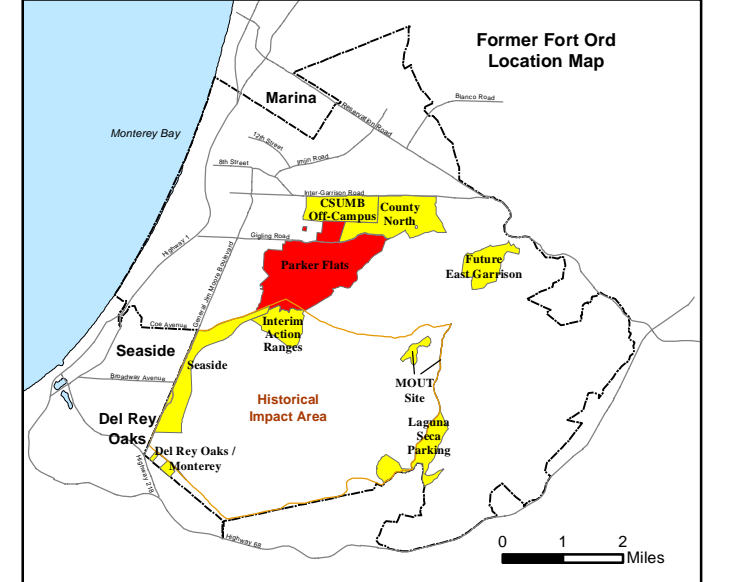 Former Fort Ord
Location Map
Marina
Blanco Road
Reservation Road
Monterey Bay
12th Street
Imjin Road
8th Street
Inter-Garrison Road
CSUMB
Off-Campus
County
North
Gigling Road
Highway 1
General Jim Moore Boulevard
Parker Flats
Future
East Garrison
Coe Avenue
Interim
Action
Ranges
Seaside
Seaside
Broadway Avenue
MOUT
Site
Historical
Impact Area
Del Rey
Oaks
Laguna
Seca
Parking
Del Rey Oaks /
Monterey
Highway 218
Highway 68
0 1 2
Miles